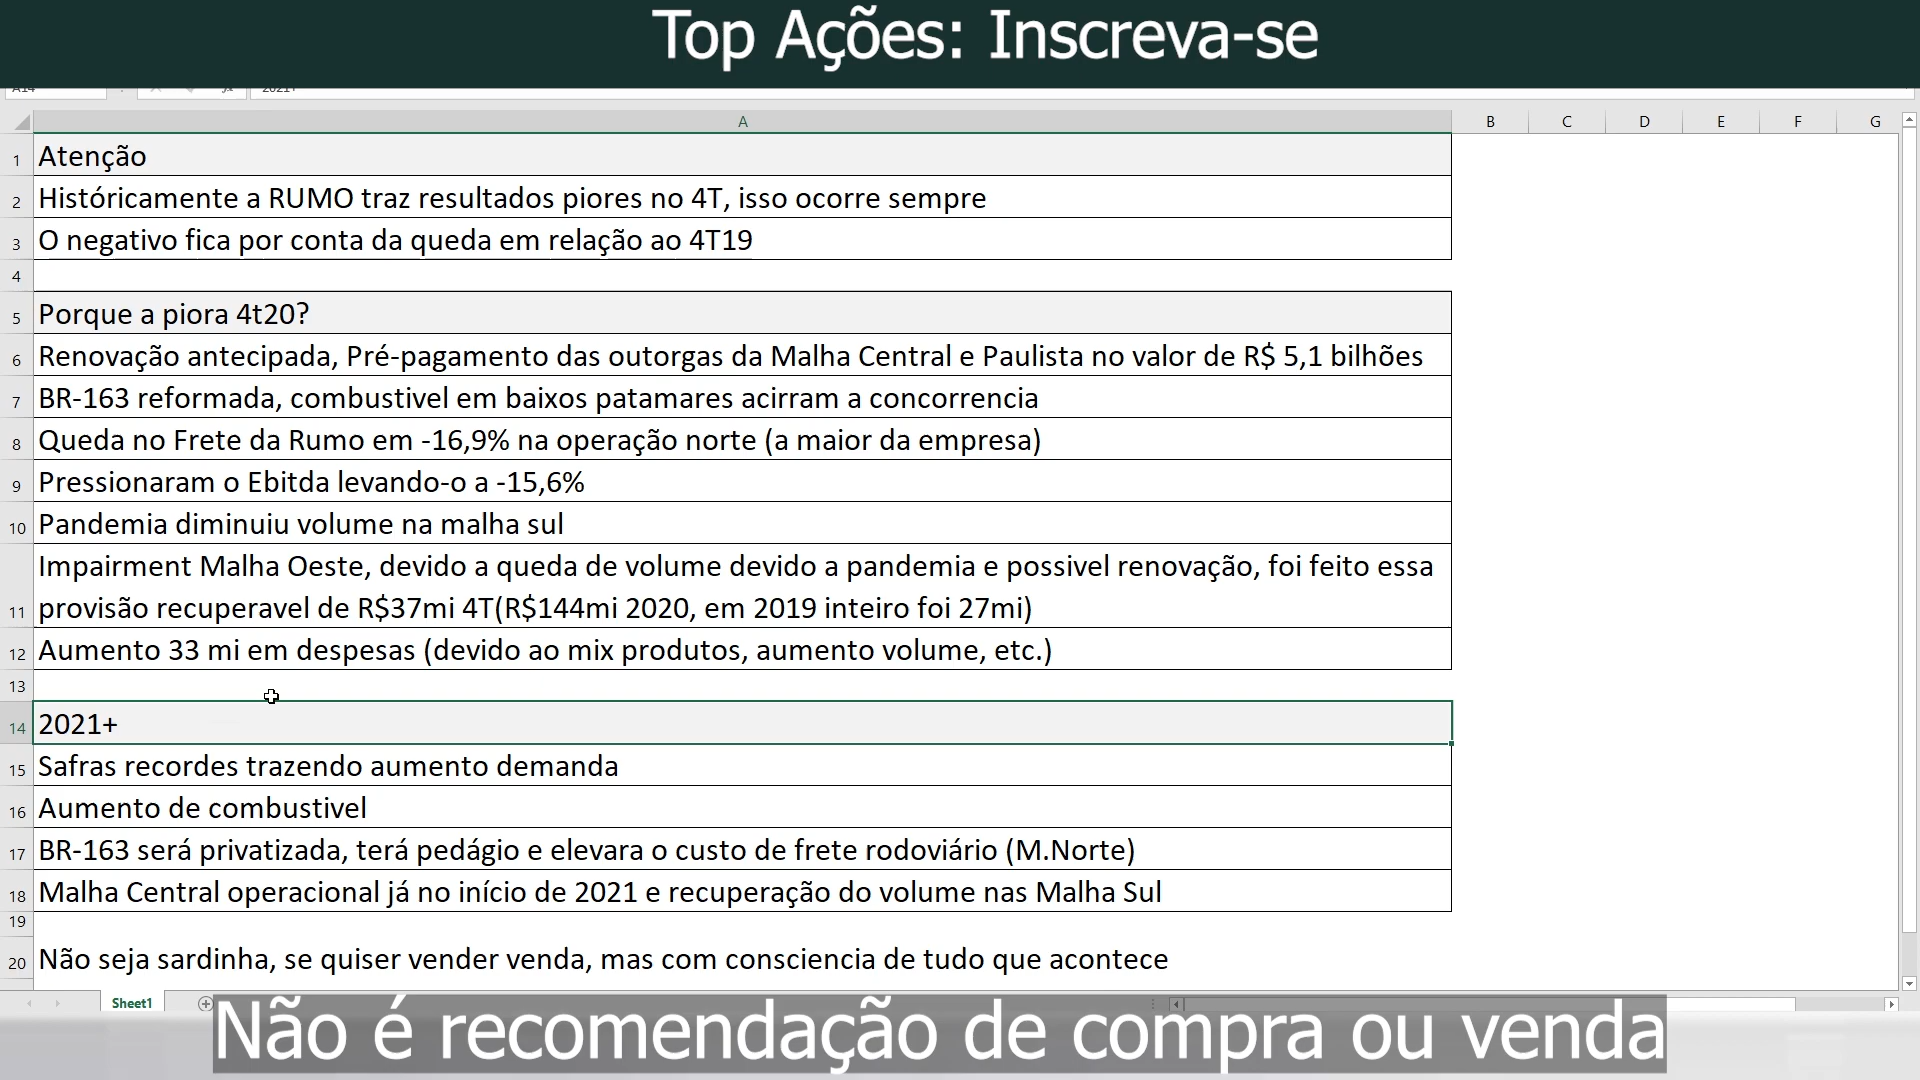 Top Ações: Inscreva-se
A B C D E F G
1 Atenção
2 Históricamente a RUMO traz resultados piores no 4T, isso ocorre sempre
3 O negativo fica por conta da queda em relação ao 4T19
4
5 Porque a piora 4t20?
6 Renovação antecipada, Pré-pagamento das outorgas da Malha Central e Paulista no valor de R$ 5,1 bilhões
7 BR-163 reformada, combustivel em baixos patamares acirram a concorrencia
8 Queda no Frete da Rumo em -16,9% na operação norte (a maior da empresa)
9 Pressionaram o Ebitda levando-o a -15,6%
10 Pandemia diminuiu volume na malha sul
Impairment Malha Oeste, devido a queda de volume devido a pandemia e possivel renovação, foi feito essa
11 provisão recuperavel de R$37mi 4T(R$144mi 2020, em 2019 inteiro foi 27mi)
12 Aumento 33 mi em despesas (devido ao mix produtos, aumento volume, etc.)
13
14 2021+
15 Safras recordes trazendo aumento demanda
16 Aumento de combustivel
17 BR-163 será privatizada, terá pedágio e elevara o custo de frete rodoviário (M.Norte)
18 Malha Central operacional já no início de 2021 e recuperação do volume nas Malha Sul
19
20 Não seja sardinha, se quiser vender venda, mas com consciencia de tudo que acontece
Sheet1
Não é recomendação de compra ou venda